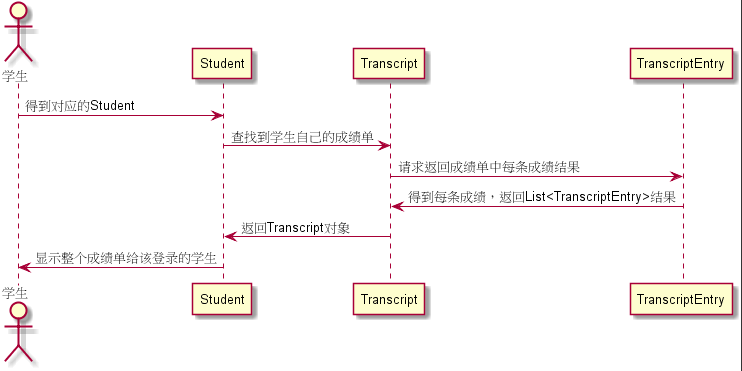 Student
Transcript
TranscriptEntry
学生
得到对应的Student
查找到学生自己的成绩单
请求返回成绩单中每条成绩结果
得到每条成绩，返回List<TranscriptEntry>结果
返回Transcript对象
显示整个成绩单给该登录的学生
学生
Student
Transcript
TranscriptEntry